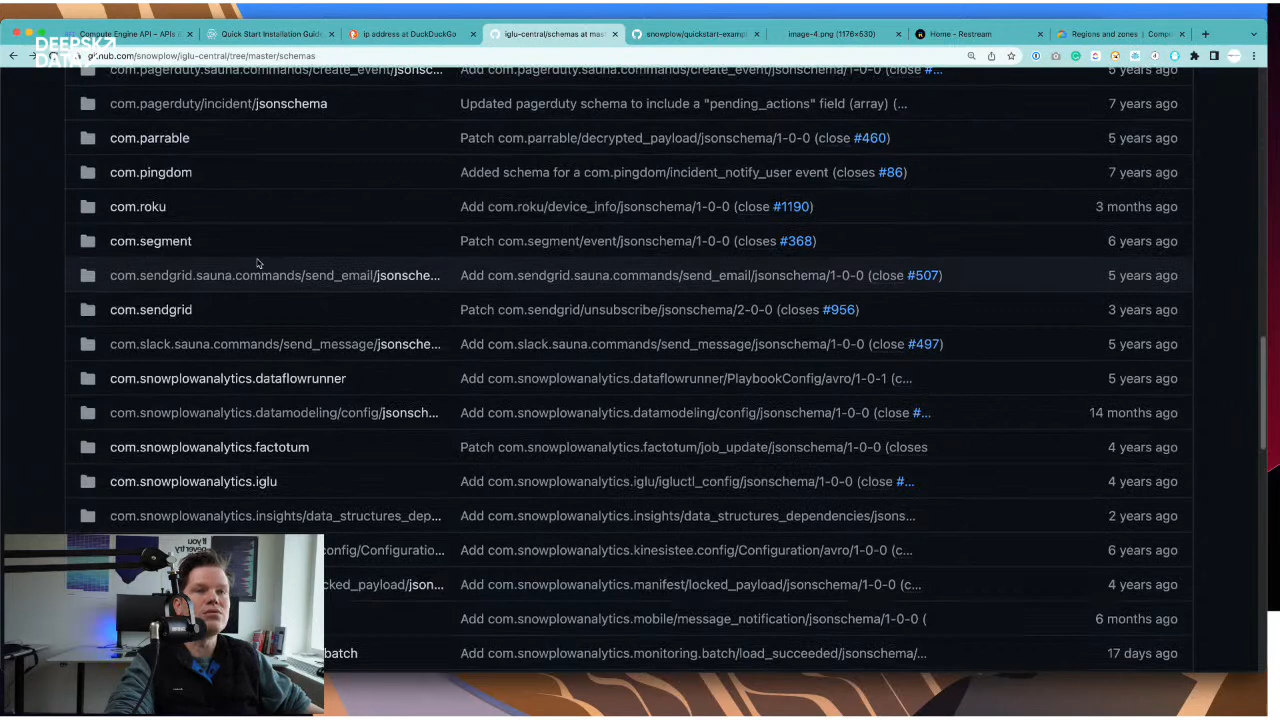 Compute Engine API – APIs &
Quick Start Installation Guide
ip address at DuckDuckGo
iglu-central/schemas at mast
snowplow/quickstart-exampl
image-4.png (1176×530)
Home - Restream
Regions and zones | Compu
DEEPSKY DATA
github.com/snowplow/iglu-central/tree/master/schemas
com.pagerduty.sauna.commands/create_event/jsonsc... Add com.pagerduty.sauna.commands/create_event/jsonschema/1-0-0 (close #... 5 years ago
com.pagerduty/incident/jsonschema Updated pagerduty schema to include a "pending_actions" field (array) (... 7 years ago
com.parrable Patch com.parrable/decrypted_payload/jsonschema/1-0-0 (close #460) 5 years ago
com.pingdom Added schema for a com.pingdom/incident_notify_user event (closes #86) 7 years ago
com.roku Add com.roku/device_info/jsonschema/1-0-0 (close #1190) 3 months ago
com.segment Patch com.segment/event/jsonschema/1-0-0 (closes #368) 6 years ago
com.sendgrid.sauna.commands/send_email/jsonsche... Add com.sendgrid.sauna.commands/send_email/jsonschema/1-0-0 (close #507) 5 years ago
com.sendgrid Patch com.sendgrid/unsubscribe/jsonschema/2-0-0 (closes #956) 3 years ago
com.slack.sauna.commands/send_message/jsonsche... Add com.slack.sauna.commands/send_message/jsonschema/1-0-0 (close #497) 5 years ago
com.snowplowanalytics.dataflowrunner Add com.snowplowanalytics.dataflowrunner/PlaybookConfig/avro/1-0-1 (c... 5 years ago
com.snowplowanalytics.datamodeling/config/jsonsch... Add com.snowplowanalytics.datamodeling/config/jsonschema/1-0-0 (close #... 14 months ago
com.snowplowanalytics.factotum Patch com.snowplowanalytics.factotum/job_update/jsonschema/1-0-0 (closes 4 years ago
com.snowplowanalytics.iglu Add com.snowplowanalytics.iglu/igluctl_config/jsonschema/1-0-0 (close #... 4 years ago
com.snowplowanalytics.insights/data_structures_dep... Add com.snowplowanalytics.insights/data_structures_dependencies/jsons... 2 years ago
config/Configuratio... Add com.snowplowanalytics.kinesistee.config/Configuration/avro/1-0-0 (c... 6 years ago
cked_payload/json... Add com.snowplowanalytics.manifest/locked_payload/jsonschema/1-0-0 (c... 4 years ago
Add com.snowplowanalytics.mobile/message_notification/jsonschema/1-0-0 ( 6 months ago
batch Add com.snowplowanalytics.monitoring.batch/load_succeeded/jsonschema/... 17 days ago